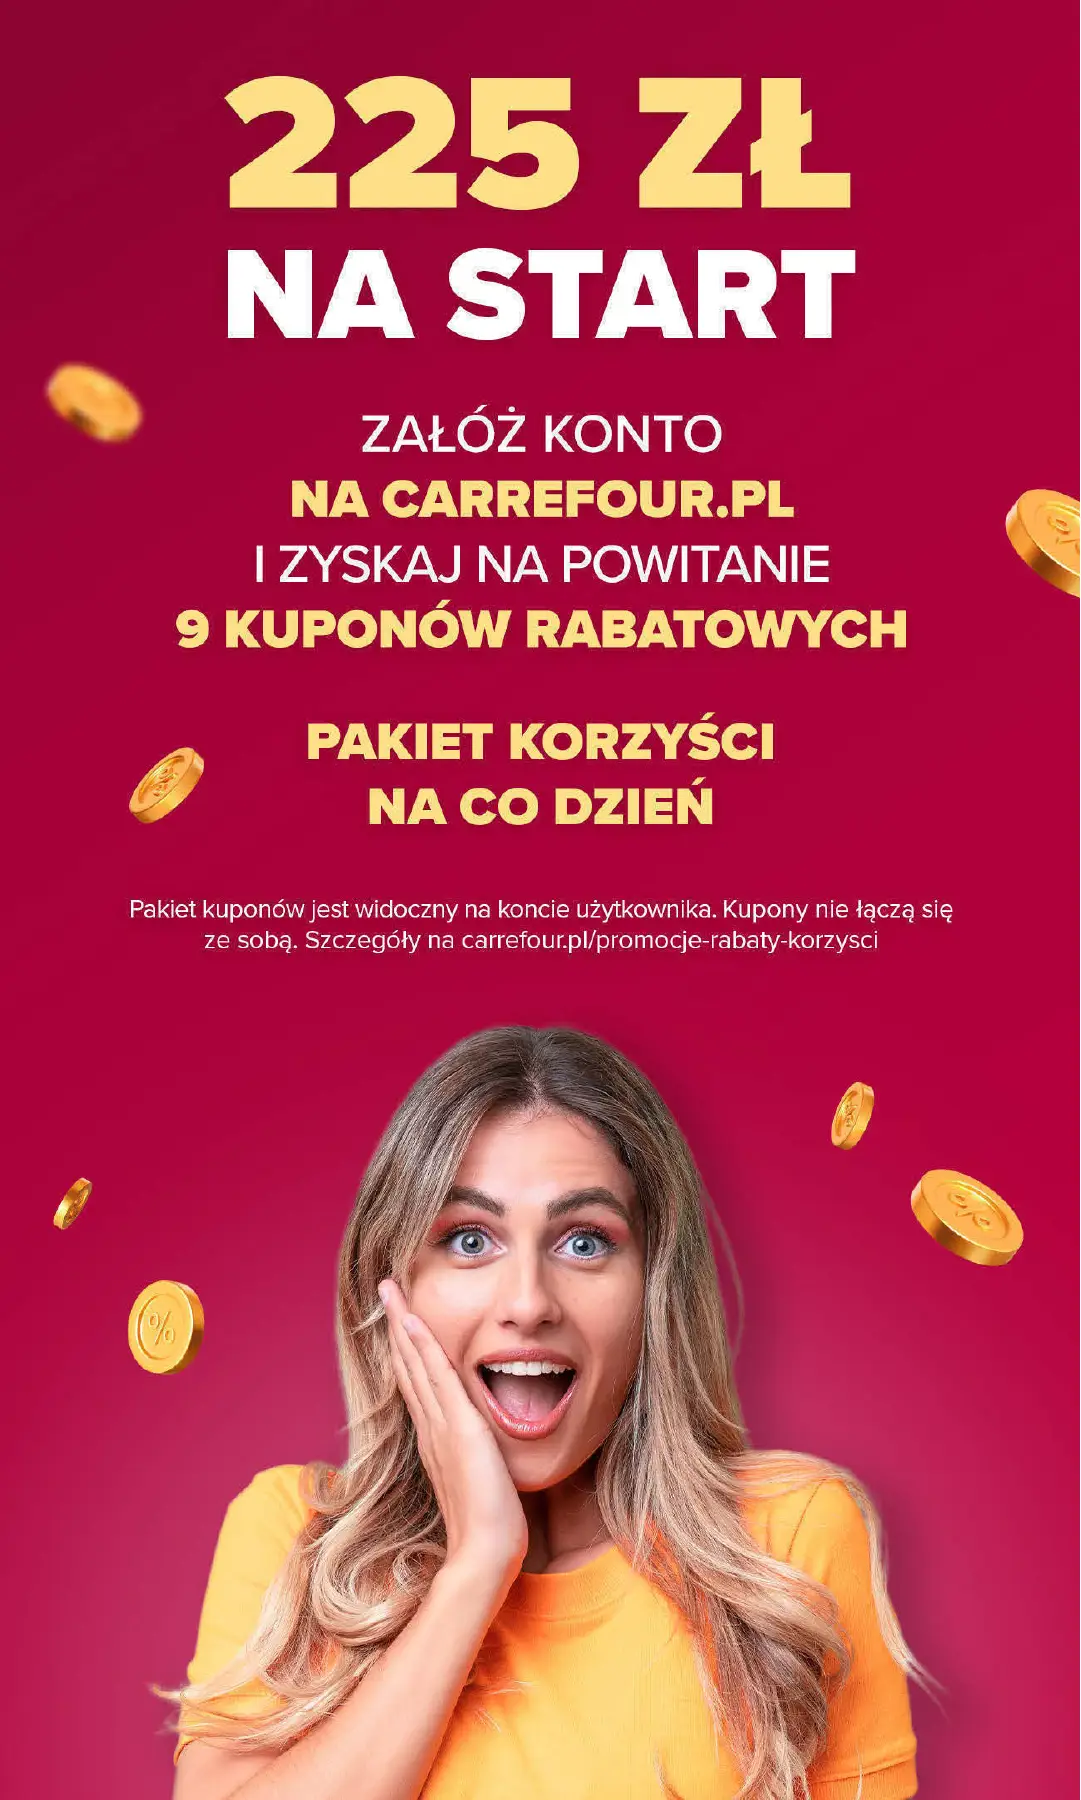 225 ZŁ
NA START
ZAŁÓŻ KONTO
NA CARREFOUR.PL
I ZYSKAJ NA POWITANIE
9 KUPONÓW RABATOWYCH
PAKIET KORZYŚCI
NA CO DZIEŃ
Pakiet kuponów jest widoczny na koncie użytkownika. Kupony nie łączą się
ze sobą. Szczegóły na carrefour.pl/promocje-rabaty-korzysci
%
%